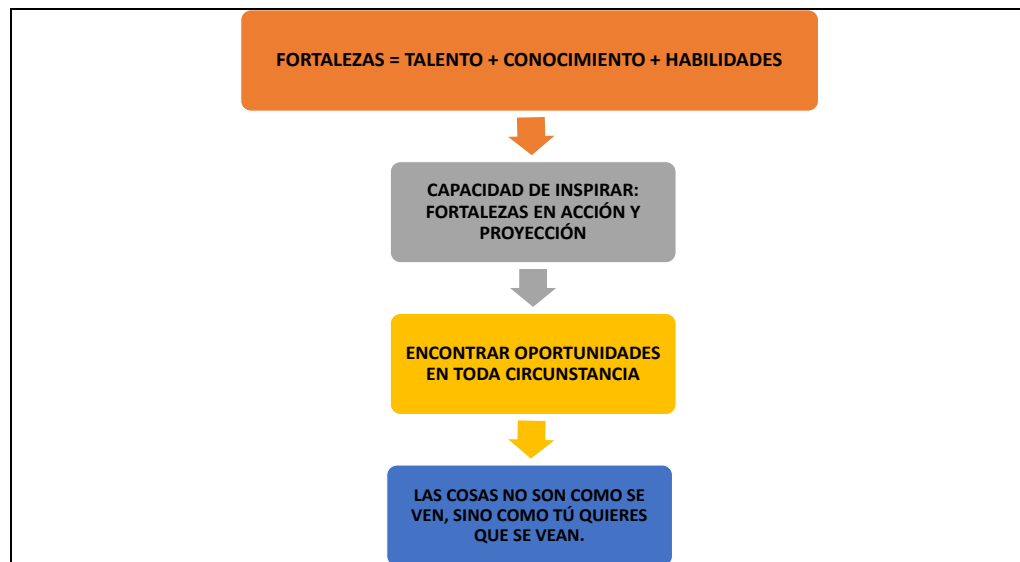 FORTALEZAS = TALENTO + CONOCIMIENTO + HABILIDADES
CAPACIDAD DE INSPIRAR:
FORTALEZAS EN ACCIÓN Y
PROYECCIÓN
ENCONTRAR OPORTUNIDADES
EN TODA CIRCUNSTANCIA
LAS COSAS NO SON COMO SE
VEN, SINO COMO TÚ QUIERES
QUE SE VEAN.